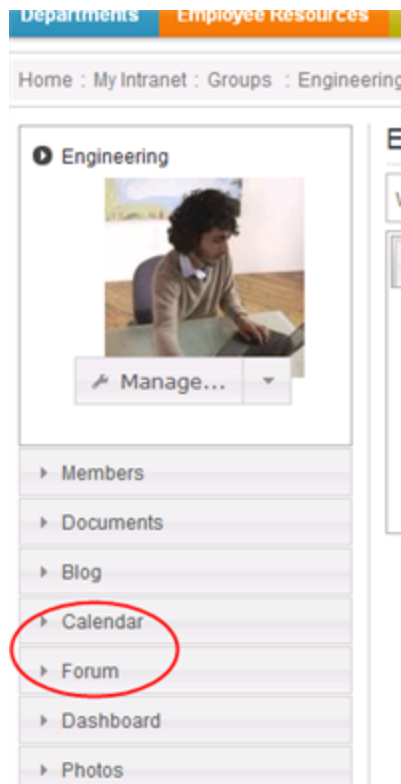 Departments Employee Resources
Home : My Intranet : Groups : Engineering
Engineering
Manage...
Members
Documents
Blog
Calendar
Forum
Dashboard
Photos